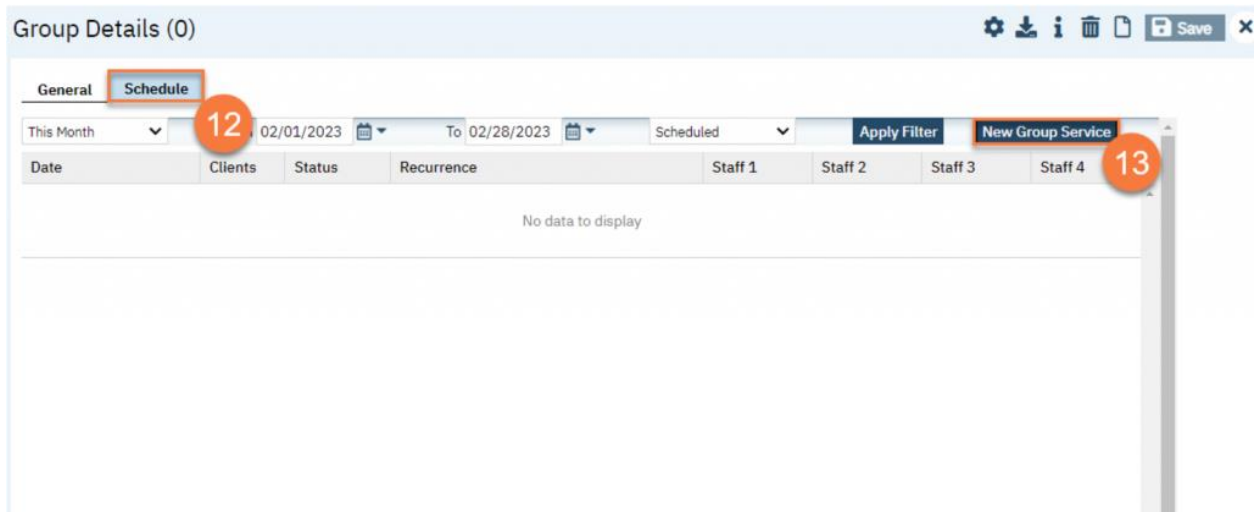 Group Details (0)
Save
General Schedule
This Month 02/01/2023 To 02/28/2023 Scheduled Apply Filter New Group Service
12
13
Date Clients Status Recurrence Staff 1 Staff 2 Staff 3 Staff 4
No data to display